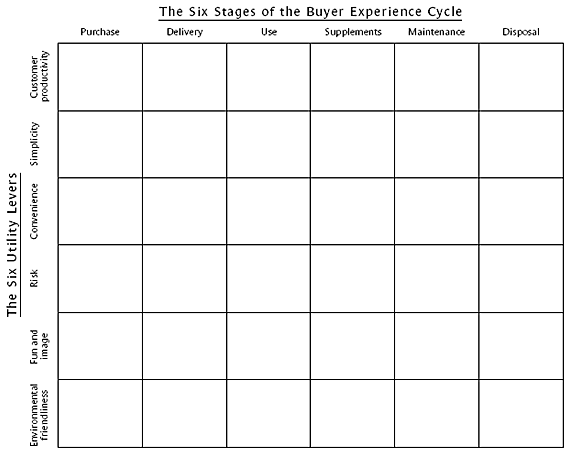 The Six Stages of the Buyer Experience Cycle
Purchase Delivery Use Supplements Maintenance Disposal
The Six Utility Levers
Customer
productivity
Simplicity
Convenience
Risk
Fun and
image
Environmental
friendliness